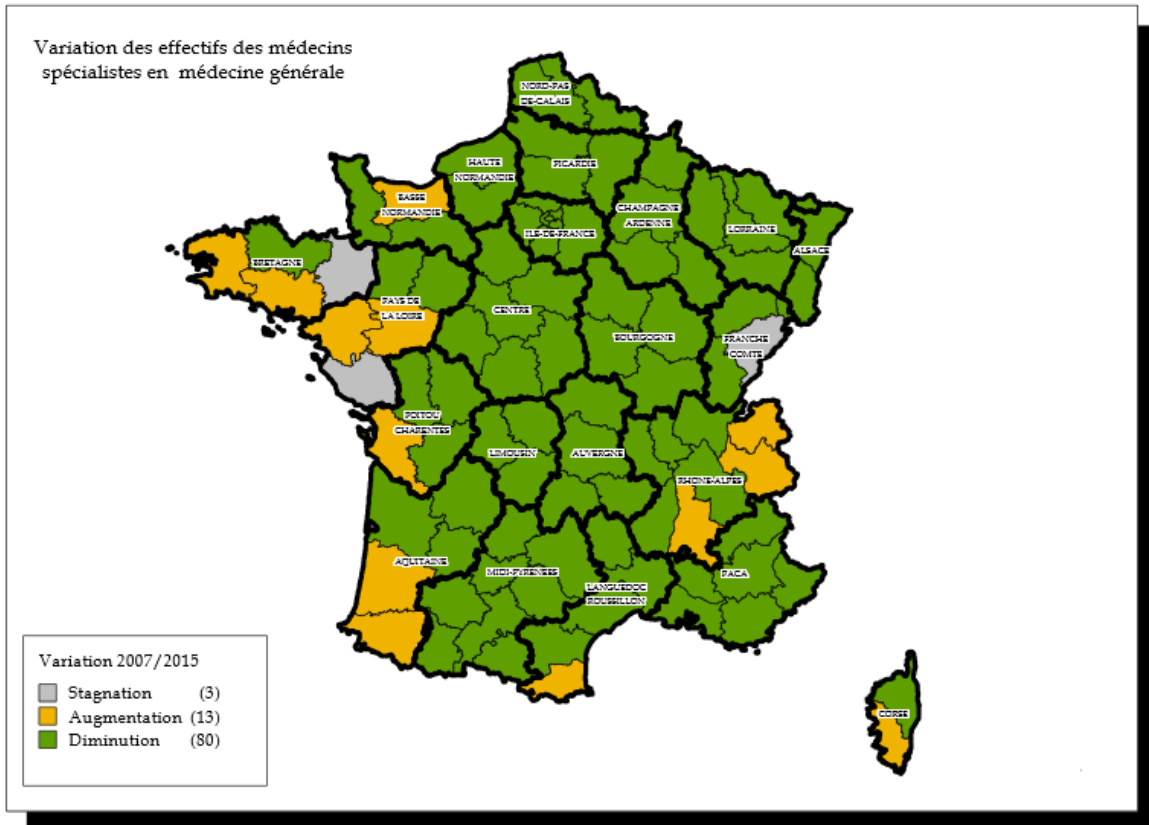 Variation des effectifs des médecins
spécialistes en médecine générale
NORD-PAS
DE-CALAIS
HAUTE
NORMANDIE
PICARDIE
BASSE
NORMANDIE
CHAMPAGNE
ARDENNE
ILE-DE-FRANCE
LORRAINE
ALSACE
BRETAGNE
PAYS DE
LA LOIRE
CENTRE
BOURGOGNE
FRANCHE
COMTE
POITOU
CHARENTES
LIMOUSIN
AUVERGNE
RHONE-ALPES
AQUITAINE
MIDI-PYRENEES
LANGUEDOC
ROUSSILLON
PACA
CORSE
Variation 2007/2015
Stagnation (3)
Augmentation (13)
Diminution (80)